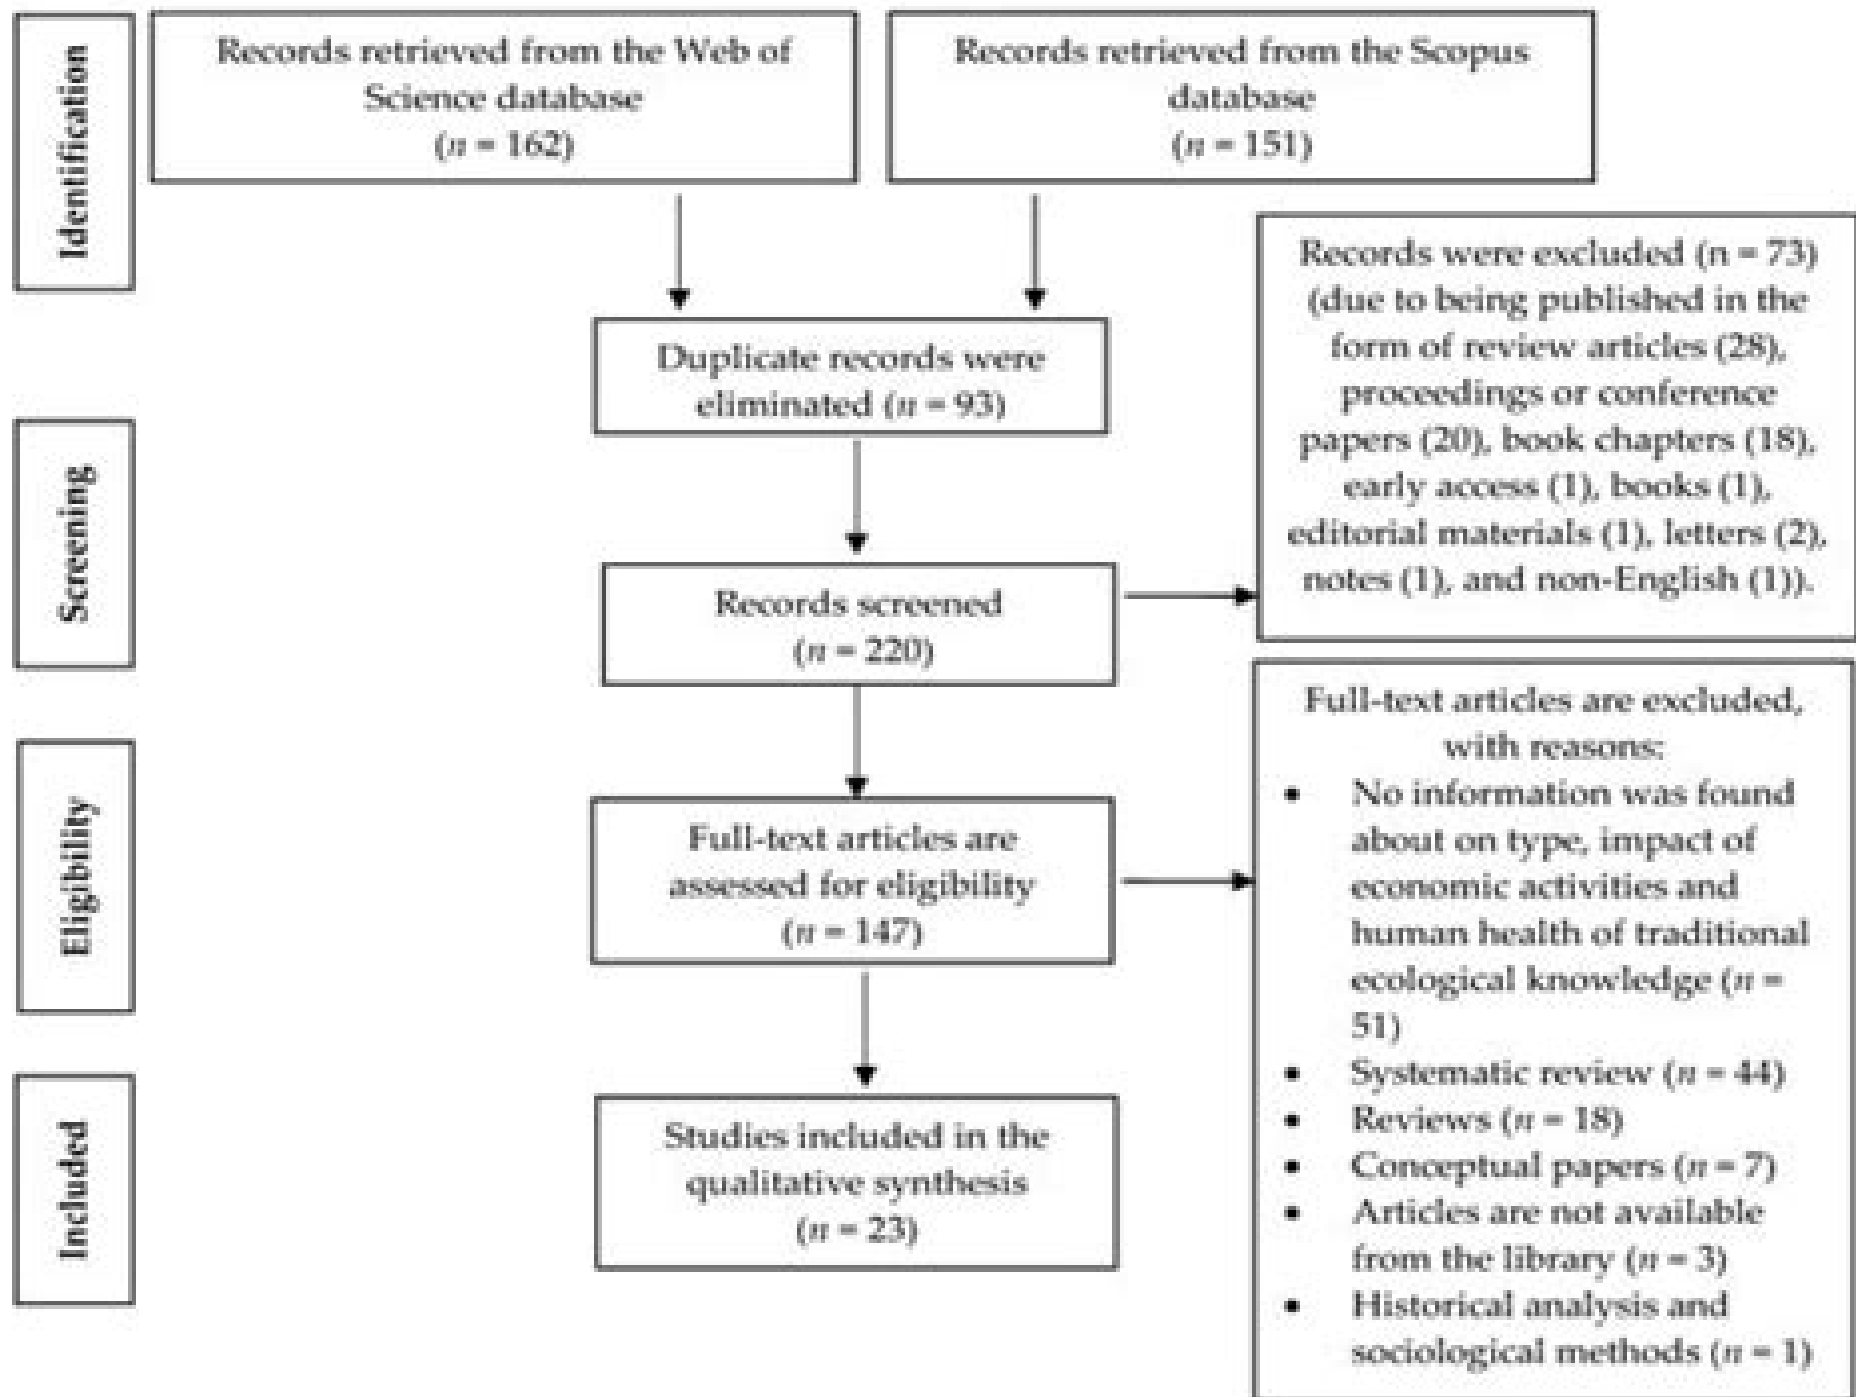 Identification
Records retrieved from the Web of
Science database
(n = 162)
Records retrieved from the Scopus
database
(n = 151)
Duplicate records were
eliminated (n = 93)
Records were excluded (n = 73)
(due to being published in the
form of review articles (28),
proceedings or conference
papers (20), book chapters (18),
early access (1), books (1),
editorial materials (1), letters (2),
notes (1), and non-English (1)).
Screening
Records screened
(n = 220)
Eligibility
Full-text articles are
assessed for eligibility
(n = 147)
Full-text articles are excluded,
with reasons:
• No information was found
about on type, impact of
economic activities and
human health of traditional
ecological knowledge (n =
51)
• Systematic review (n = 44)
• Reviews (n = 18)
• Conceptual papers (n = 7)
• Articles are not available
from the library (n = 3)
• Historical analysis and
sociological methods (n = 1)
Included
Studies included in the
qualitative synthesis
(n = 23)